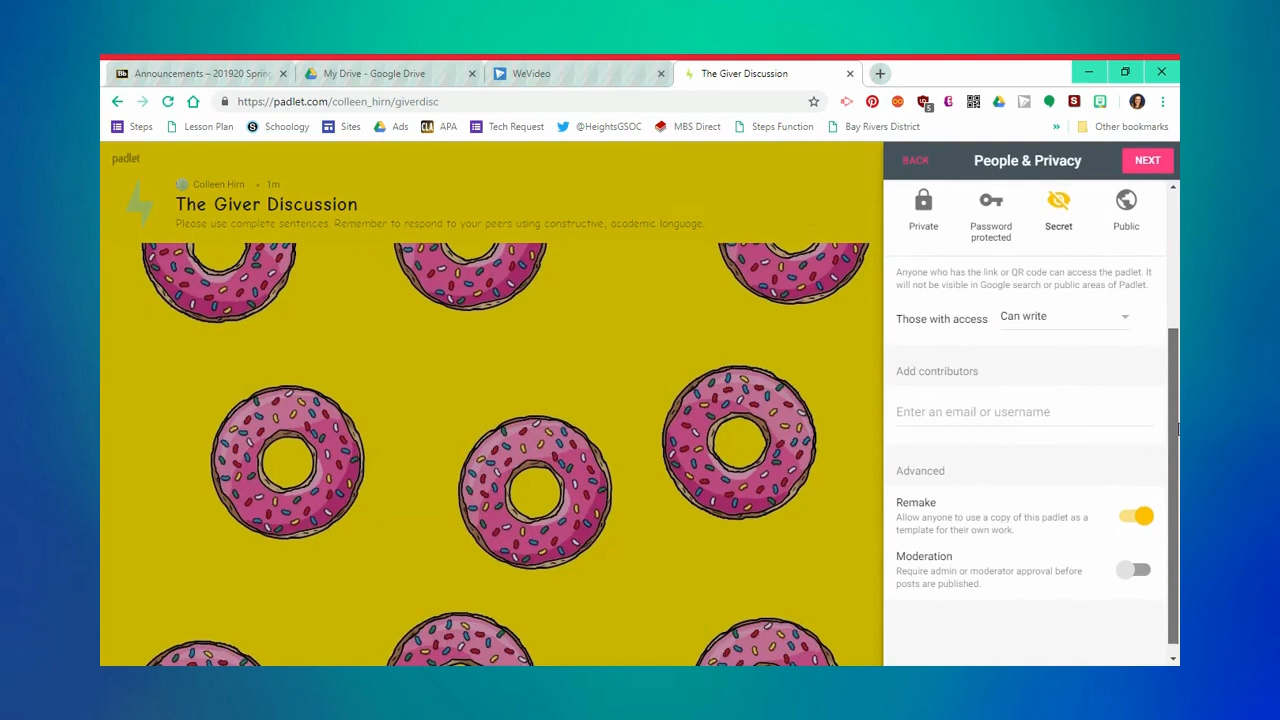 Announcements – 201920 Spring
My Drive - Google Drive
WeVideo
The Giver Discussion
https://padlet.com/colleen_hirn/giverdisc
5
Steps
Lesson Plan
Schoology
Sites
Ads
APA
Tech Request
@HeightsGSOC
MBS Direct
Steps Function
Bay Rivers District
Other bookmarks
padlet
Colleen Hirn • 1m
The Giver Discussion
Please use complete sentences. Remember to respond to your peers using constructive, academic language.
BACK
People & Privacy
NEXT
Private
Password protected
Secret
Public
Anyone who has the link or QR code can access the padlet. It
will not be visible in Google search or public areas of Padlet.
Those with access
Can write
Add contributors
Enter an email or username
Advanced
Remake
Allow anyone to use a copy of this padlet as a
template for their own work.
Moderation
Require admin or moderator approval before
posts are published.